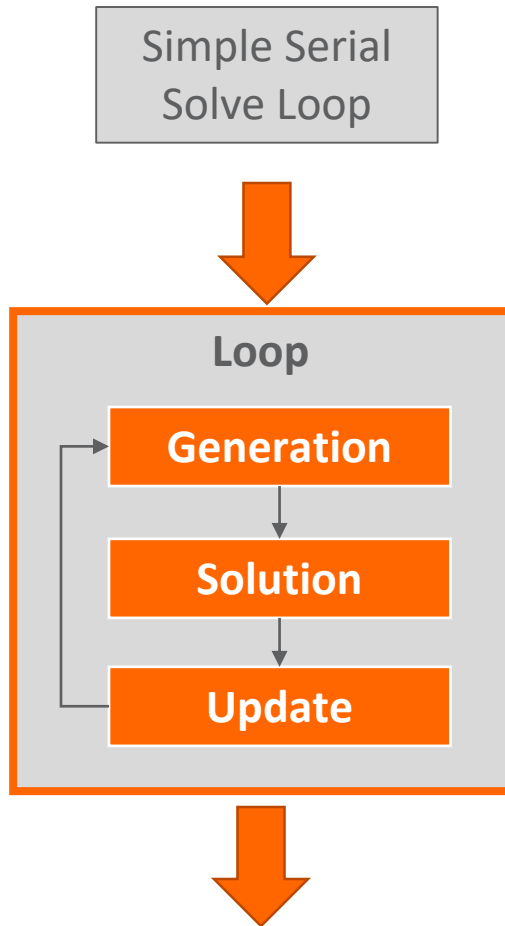 Simple Serial
Solve Loop
Loop
Generation
Solution
Update